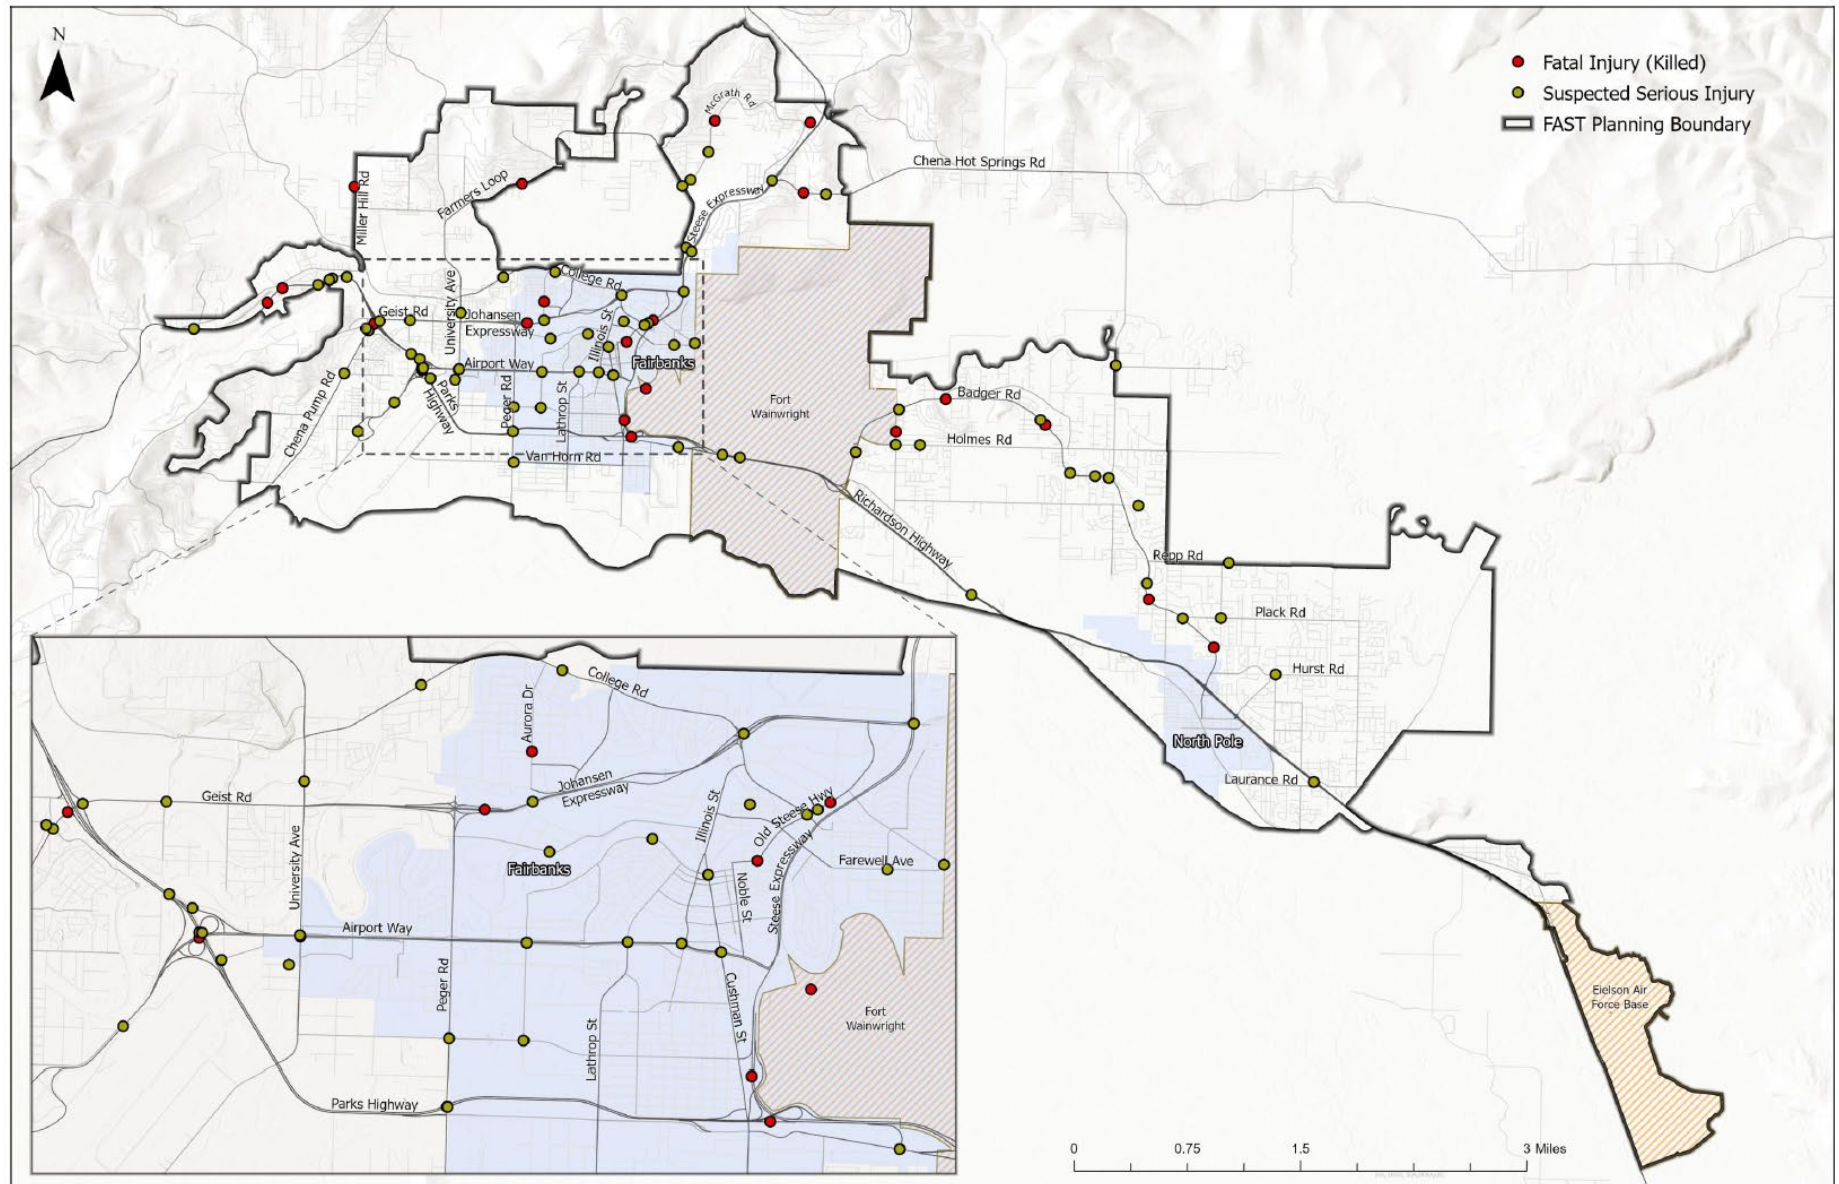 N
Fatal Injury (Killed)
Suspected Serious Injury
FAST Planning Boundary
McGrath Rd
Chena Hot Springs Rd
Miller Hill Rd
Farmers Loop
Steese Expressway
University Ave
College Rd
Geist Rd
Johansen
Expressway
Illinois St
Airport Way
Fairbanks
Parks
Highway
Peger Rd
Lathrop St
Chena Pump Rd
Van Horn Rd
Fort
Wainwright
Badger Rd
Holmes Rd
Richardson Highway
Repp Rd
Plack Rd
Hurst Rd
North Pole
Laurance Rd
Eielson Air
Force Base
College Rd
Aurora Dr
Johansen
Expressway
Geist Rd
University Ave
Illinois St
Old Steese Hwy
Fairbanks
Farewell Ave
Noble St
Steese Expressway
Airport Way
Peger Rd
Cushman St
Lathrop St
Fort
Wainwright
Parks Highway
0
0.75
1.5
3 Miles